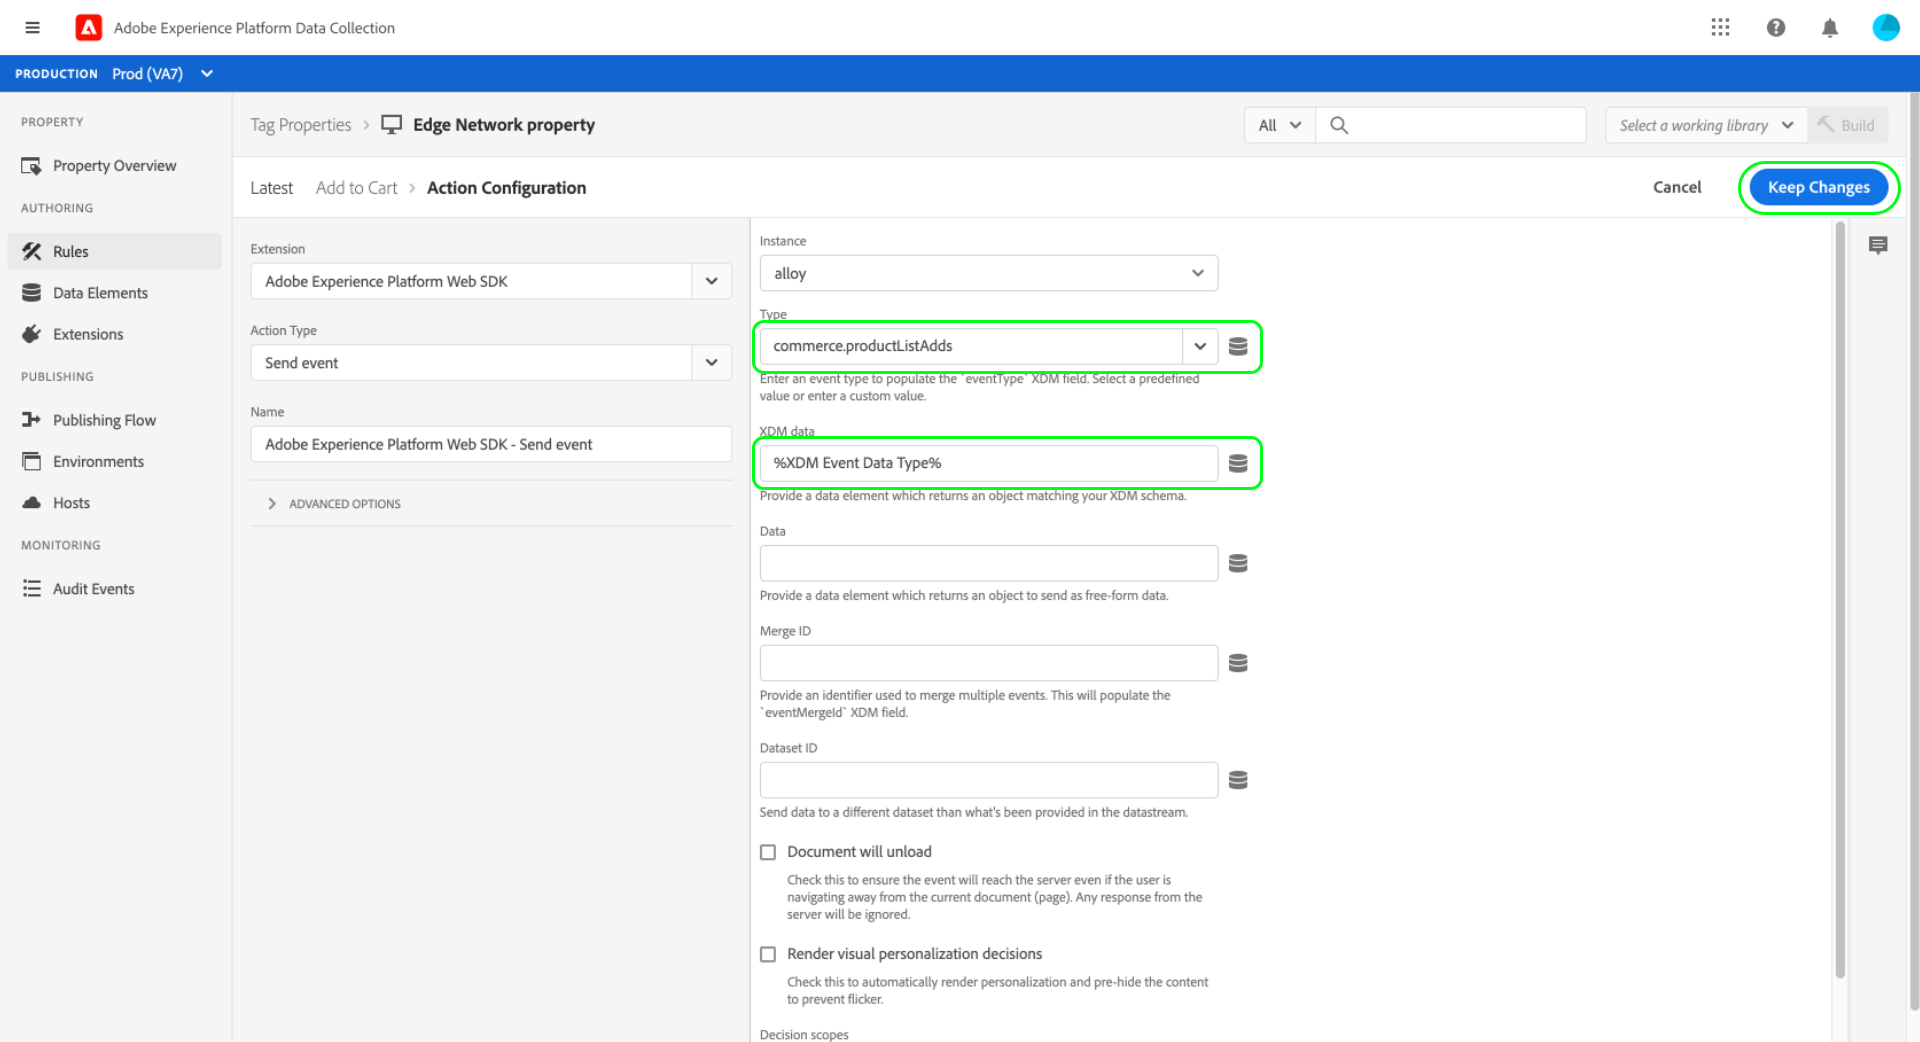 Adobe Experience Platform Data Collection
PRODUCTION Prod (VA7)
PROPERTY
Property Overview
AUTHORING
Rules
Data Elements
Extensions
PUBLISHING
Publishing Flow
Environments
Hosts
MONITORING
Audit Events
Tag Properties > Edge Network property
All
Select a working library
Build
Latest Add to Cart > Action Configuration
Cancel
Keep Changes
Extension
Adobe Experience Platform Web SDK
Action Type
Send event
Name
Adobe Experience Platform Web SDK - Send event
ADVANCED OPTIONS
Instance
alloy
Type
commerce.productListAdds
Enter an event type to populate the `eventType` XDM field. Select a predefined
value or enter a custom value.
XDM data
%XDM Event Data Type%
Provide a data element which returns an object matching your XDM schema.
Data
Provide a data element which returns an object to send as free-form data.
Merge ID
Provide an identifier used to merge multiple events. This will populate the
`eventMergeId` XDM field.
Dataset ID
Send data to a different dataset than what's been provided in the datastream.
Document will unload
Check this to ensure the event will reach the server even if the user is
navigating away from the current document (page). Any response from the
server will be ignored.
Render visual personalization decisions
Check this to automatically render personalization and pre-hide the content
to prevent flicker.
Decision scopes